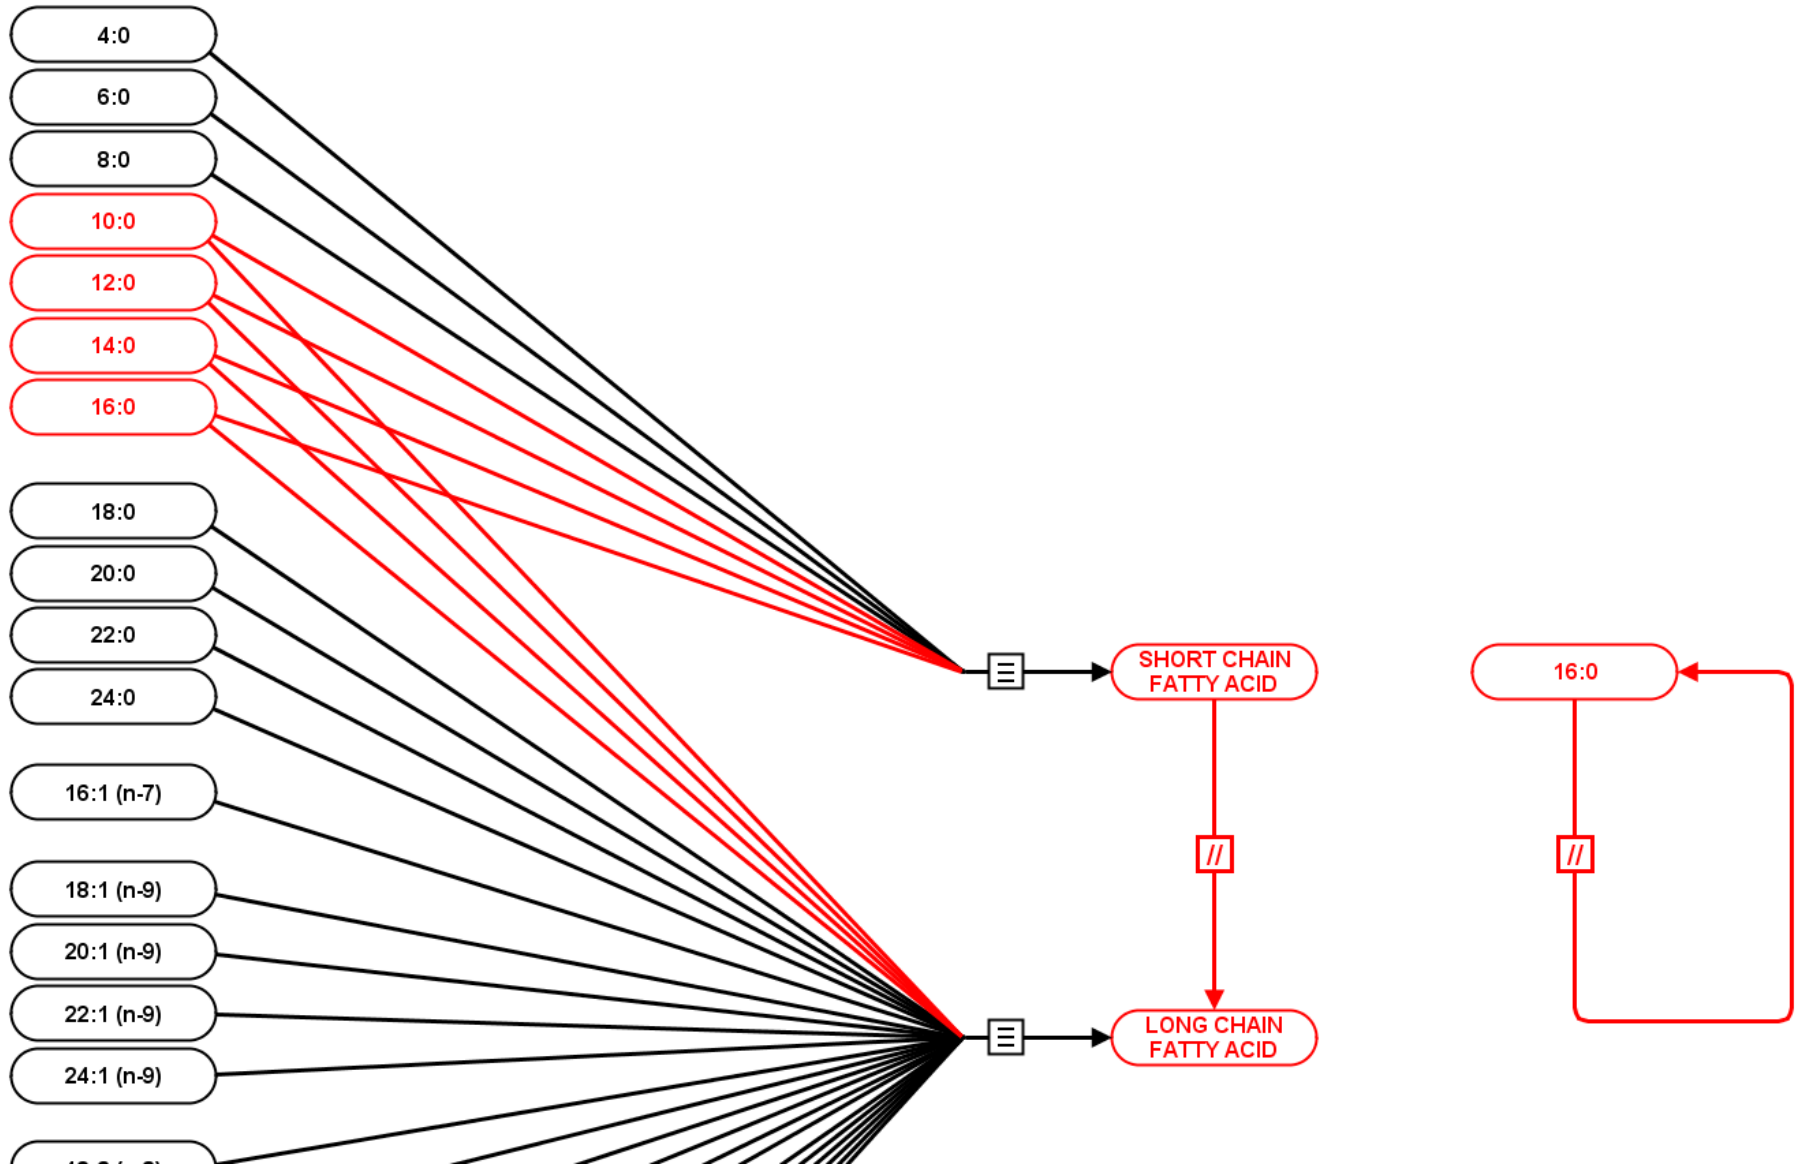 4:0
6:0
8:0
10:0
12:0
14:0
16:0
18:0
20:0
22:0
24:0
16:1 (n-7)
18:1 (n-9)
20:1 (n-9)
22:1 (n-9)
24:1 (n-9)
SHORT CHAIN
FATTY ACID
//
LONG CHAIN
FATTY ACID
16:0
//